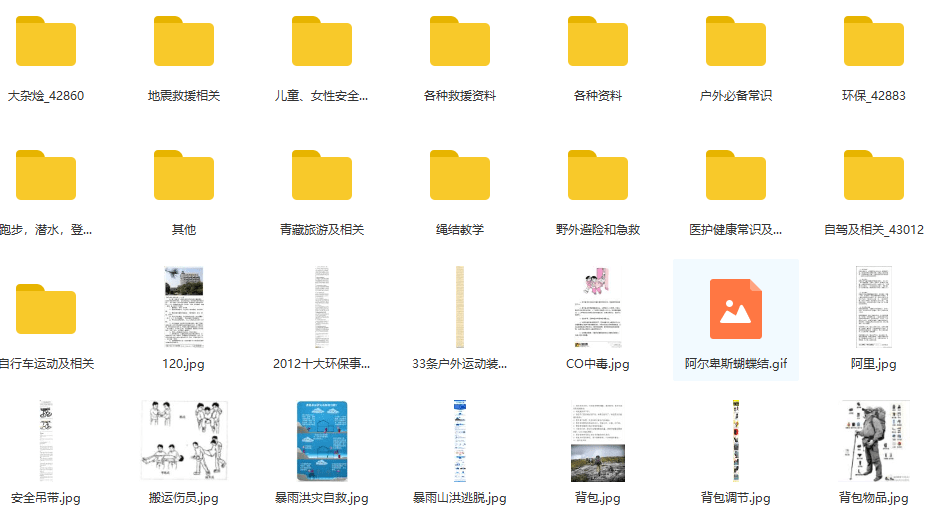 大杂烩_42860
地震救援相关
儿童、女性安全...
各种救援资料
各种资料
户外必备常识
环保_42883
跑步，潜水，登...
其他
青藏旅游及相关
绳结教学
野外避险和急救
医护健康常识及...
自驾及相关_43012
自行车运动及相关
120.jpg
2012十大环保事...
33条户外运动装...
CO中毒.jpg
阿尔卑斯蝴蝶结.gif
阿里.jpg
安全吊带.jpg
搬运伤员.jpg
暴雨洪灾自救.jpg
暴雨山洪逃脱.jpg
背包.jpg
背包调节.jpg
背包物品.jpg